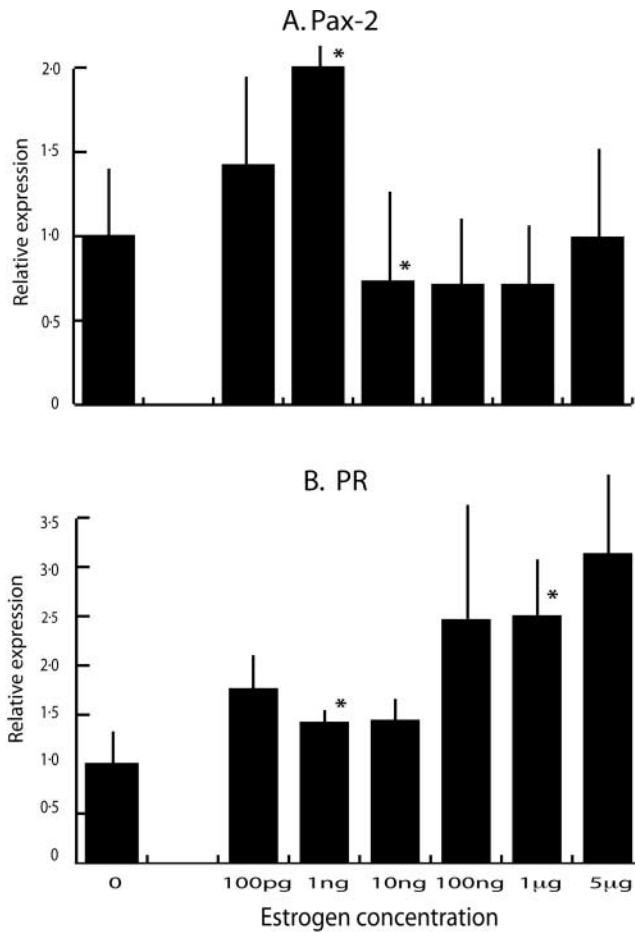 A. Pax-2
2·0
*
1·5
Relative expression
1·0
*
0·5
0
B. PR
3·5
3·0
2·5
*
Relative expression
2·0
1·5
*
1·0
0·5
0
0 100pg 1ng 10ng 100ng 1µg 5µg
Estrogen concentration